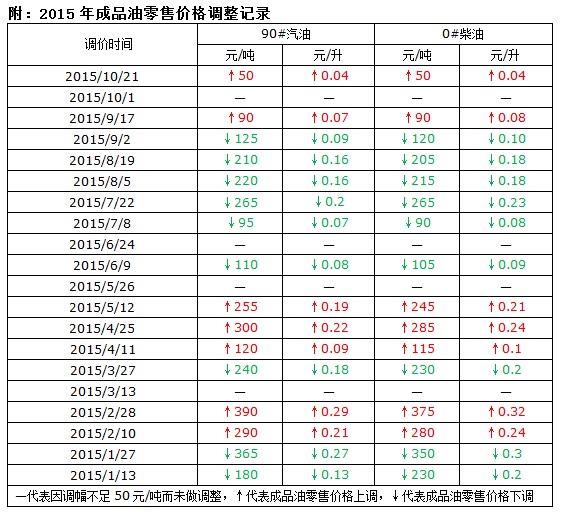 附：2015 年成品油零售价格调整记录
调价时间 90#汽油 0#柴油
元/吨 元/升 元/吨 元/升
2015/10/21 ↑50 ↑0.04 ↑50 ↑0.04
2015/10/1 — — — —
2015/9/17 ↑90 ↑0.07 ↑90 ↑0.08
2015/9/2 ↓125 ↓0.09 ↓120 ↓0.10
2015/8/19 ↓210 ↓0.16 ↓205 ↓0.18
2015/8/5 ↓220 ↓0.16 ↓215 ↓0.18
2015/7/22 ↓265 ↓0.2 ↓265 ↓0.23
2015/7/8 ↓95 ↓0.07 ↓90 ↓0.08
2015/6/24 — — — —
2015/6/9 ↓110 ↓0.08 ↓105 ↓0.09
2015/5/26 — — — —
2015/5/12 ↑255 ↑0.19 ↑245 ↑0.21
2015/4/25 ↑300 ↑0.22 ↑285 ↑0.24
2015/4/11 ↑120 ↑0.09 ↑115 ↑0.1
2015/3/27 ↓240 ↓0.18 ↓230 ↓0.2
2015/3/13 — — — —
2015/2/28 ↑390 ↑0.29 ↑375 ↑0.32
2015/2/10 ↑290 ↑0.21 ↑280 ↑0.24
2015/1/27 ↓365 ↓0.27 ↓350 ↓0.3
2015/1/13 ↓180 ↓0.13 ↓230 ↓0.2
—代表因调幅不足 50 元/吨而未做调整，↑代表成品油零售价格上调，↓代表成品油零售价格下调